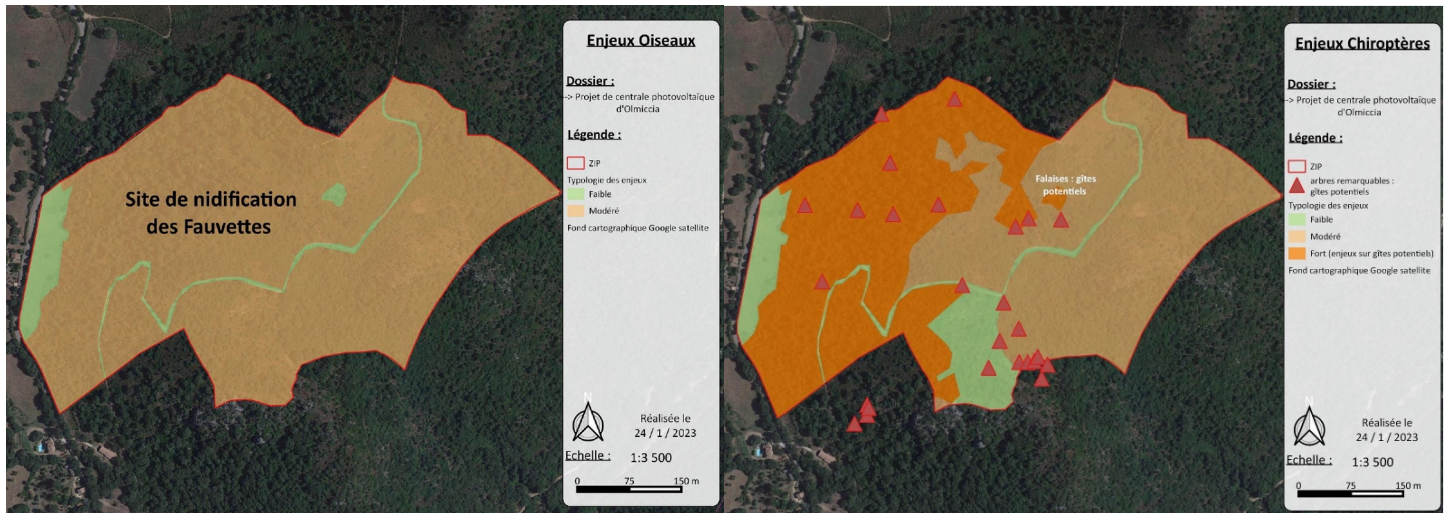 Site de nidification
des Fauvettes
Enjeux Oiseaux
Dossier :
--> Projet de centrale photovoltaïque
d'Olmiccia
Légende :
ZIP
Typologie des enjeux
Faible
Modéré
Fond cartographique Google satellite
N
Réalisée le
24 / 1 / 2023
Echelle : 1:3 500
0 75 150 m
Falaises : gîtes
potentiels
Enjeux Chiroptères
Dossier :
--> Projet de centrale photovoltaïque
d'Olmiccia
Légende :
ZIP
arbres remarquables :
gîtes potentiels
Typologie des enjeux
Faible
Modéré
Fort (enjeux sur gîtes potentiels)
Fond cartographique Google satellite
N
Réalisée le
24 / 1 / 2023
Echelle : 1:3 500
0 75 150 m